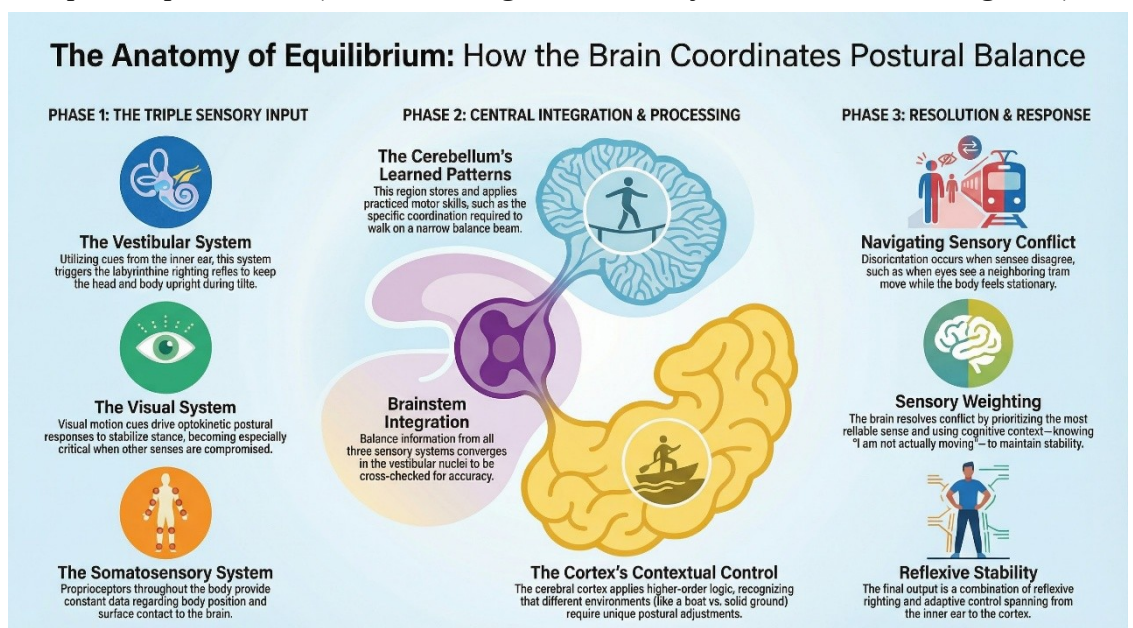 The Anatomy of Equilibrium: How the Brain Coordinates Postural Balance
PHASE 1: THE TRIPLE SENSORY INPUT
The Vestibular System
Utilizing cues from the inner ear, this system
triggers the labyrinthine righting refles to keep
the head and body upright during tilte.
The Visual System
Visual motion cues drive optokinetic postural
responses to stabilize stance, becoming especially
critical when other senses are compromised.
The Somatosensory System
Proprioceptors throughout the body provide
constant data regarding body position and
surface contact to the brain.
PHASE 2: CENTRAL INTEGRATION & PROCESSING
The Cerebellum's
Learned Patterns
This region stores and applies
practiced motor skills, such as the
specific coordination required to
walk on a narrow balance beam.
Brainstem
Integration
Balance information from all
three sensory systems converges
in the vestibular nuclei to be
cross-checked for accuracy.
The Cortex's Contextual Control
The cerebral cortex applies higher-order logic, recognizing
that different environments (like a boat vs. solid ground)
require unique postural adjustments.
PHASE 3: RESOLUTION & RESPONSE
Navigating Sensory Conflict
Disoricntation occurs when sensee disagree,
such as when eyes see a neighboring tram
move while the body feels stationary.
Sensory Weighting
The brain resolves conflict by prioritizing the most
reliable sense and using cognitive context—knowing
"I am not actually moving"—to maintain stability.
Reflexive Stability
The final output is a combination of reflexive
righting and adaptive control spanning from
the inner ear to the cortex.